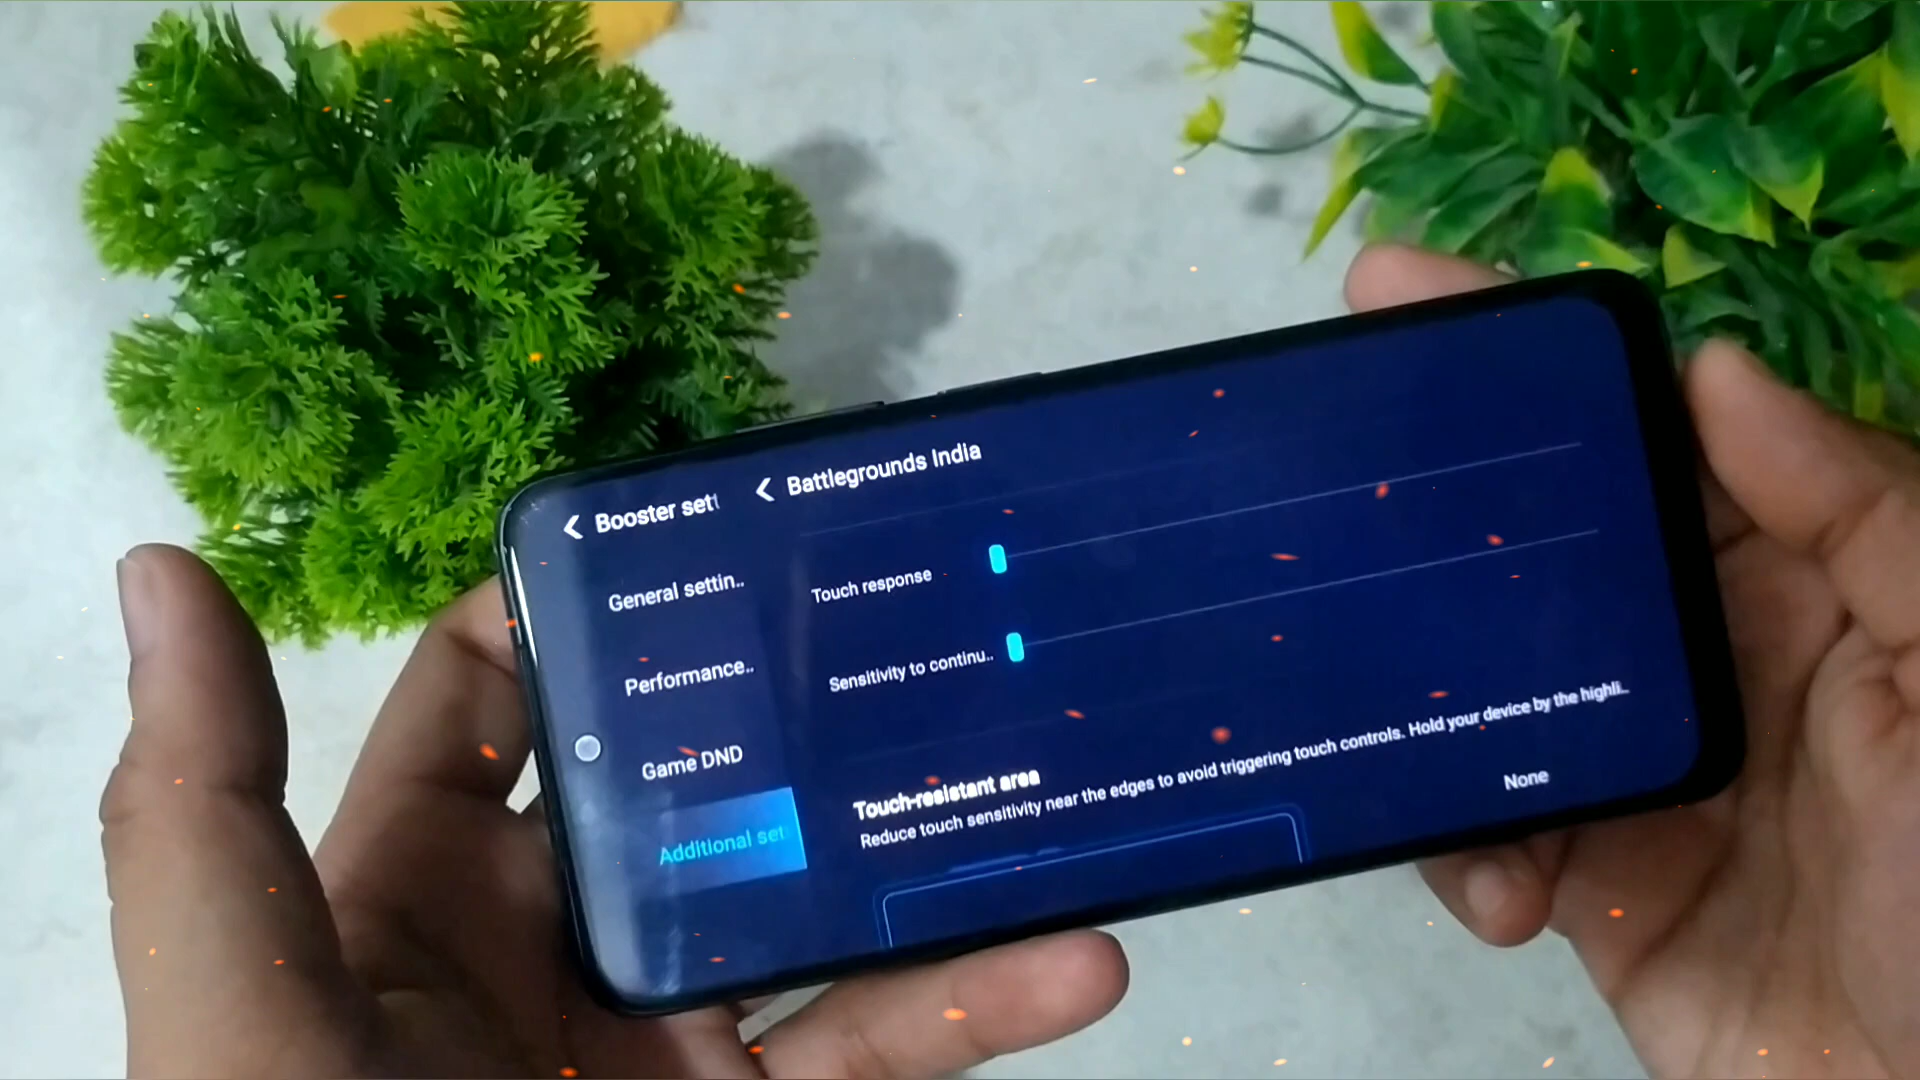 Booster sett
Battlegrounds India
General settin..
Performance..
Game DND
Additional set
Touch response
Sensitivity to continu..
Touch-resistant area
Reduce touch sensitivity near the edges to avoid triggering touch controls. Hold your device by the highli..
None